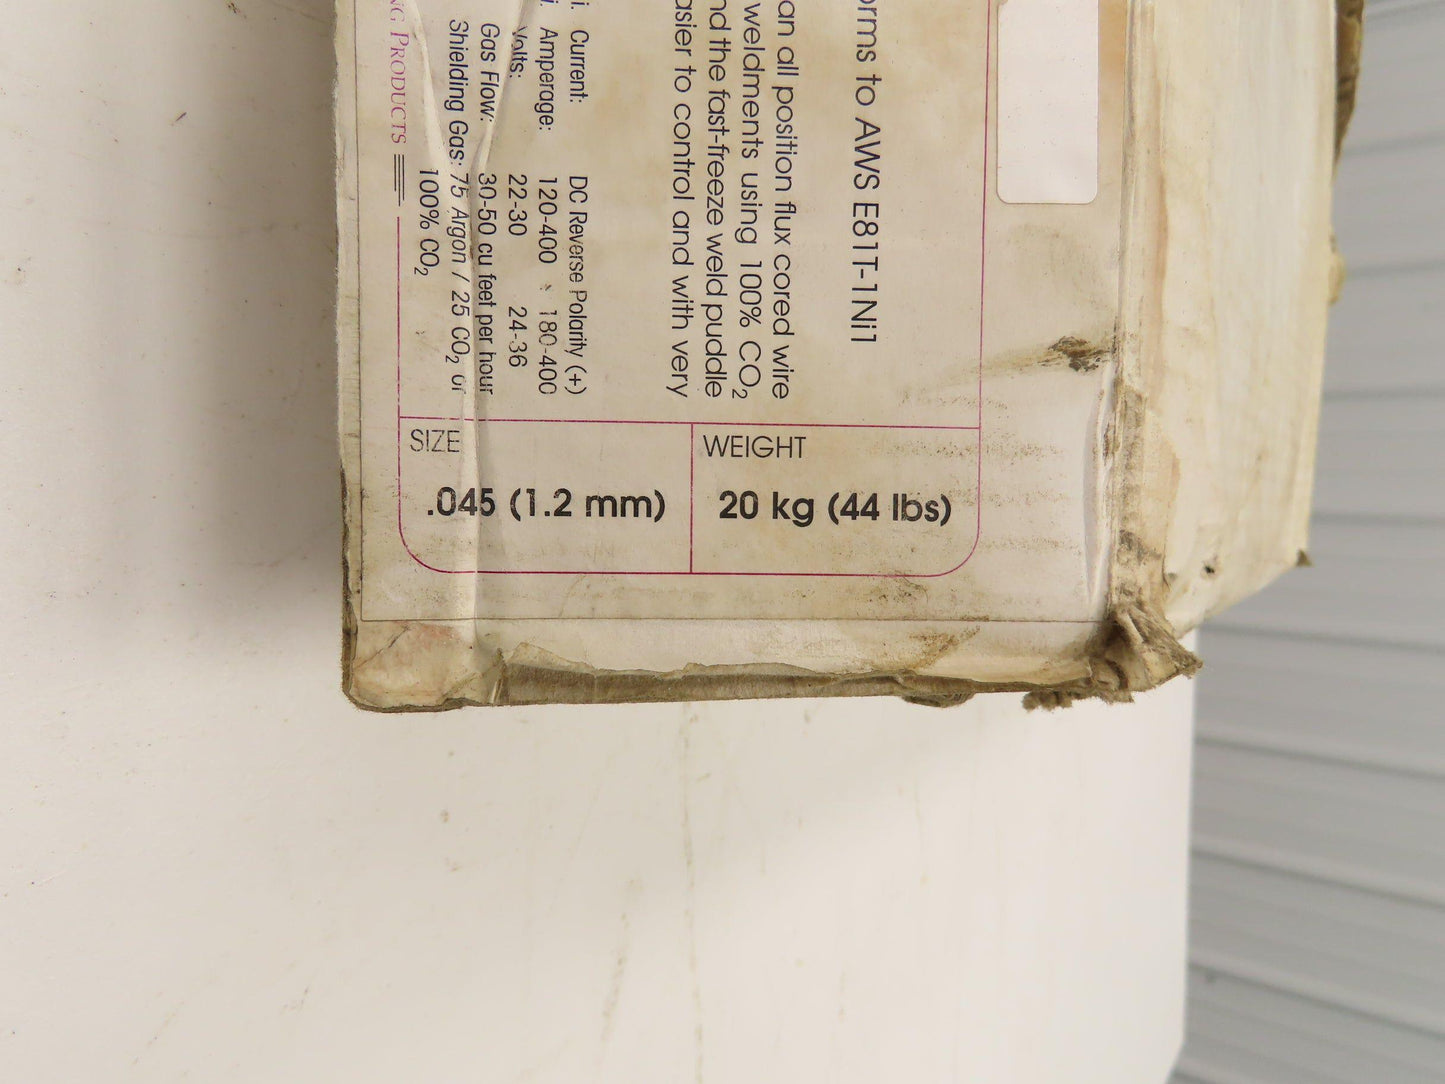 orms to AWS E81T-1Ni1
an all position flux cored wire
weldments using 100% CO2
nd the fast-freeze weld puddle
asier to control and with very
i. Current: DC Reverse Polarity (+)
i. Amperage: 120-400 180-400
Volts: 22-30 24-36
Gas Flow: 30-50 cu feet per hour
Shielding Gas: 75 Argon / 25 CO2 or
100% CO2
NG PRODUCTS
SIZE
.045 (1.2 mm)
WEIGHT
20 kg (44 lbs)